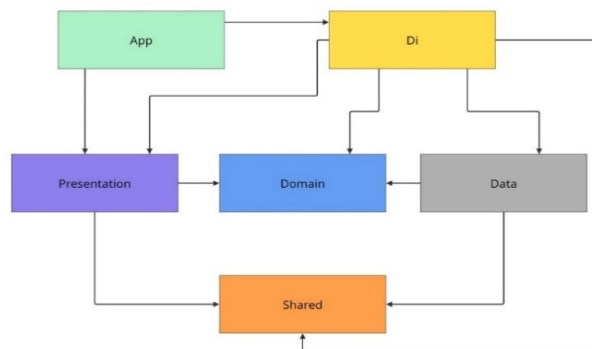 App
Di
Presentation
Domain
Data
Shared